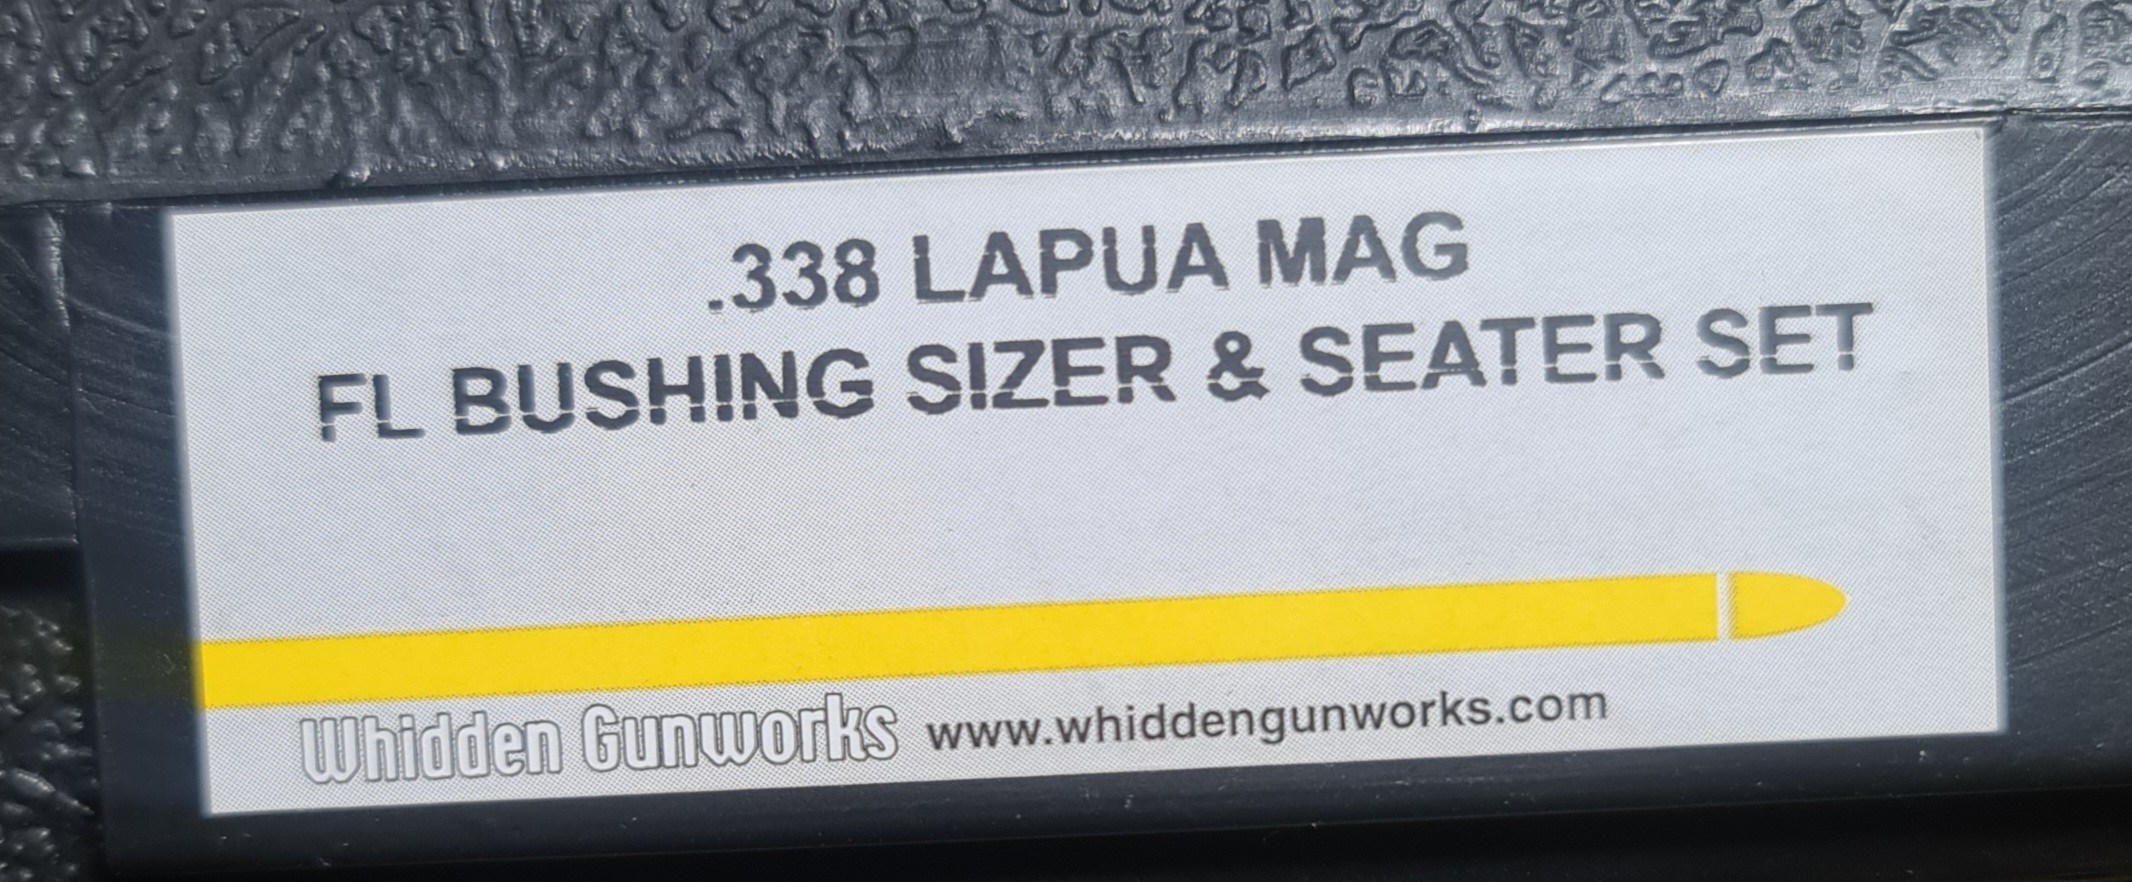 .338 LAPUA MAG
FL BUSHING SIZER & SEATER SET
Whidden Gunworks www.whiddengunworks.com